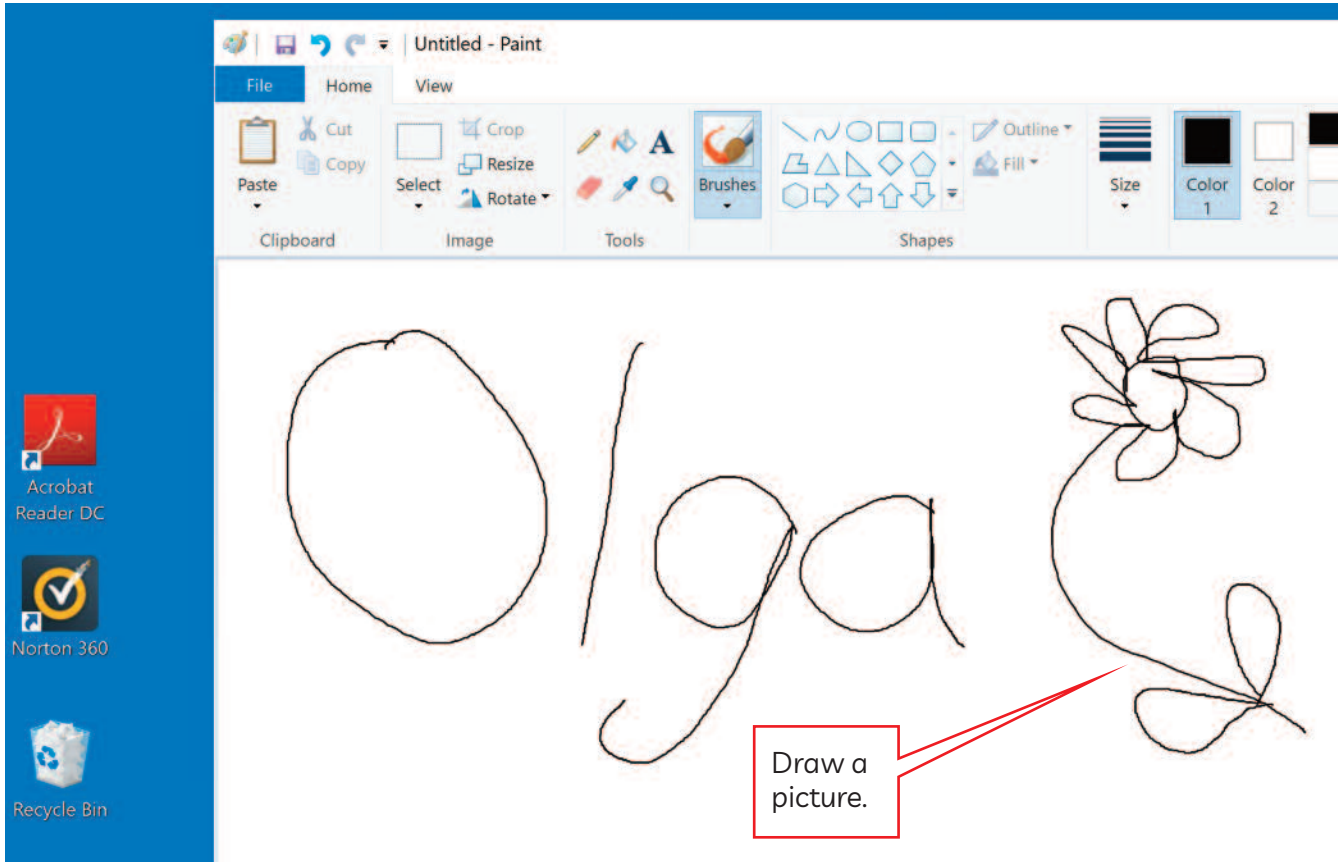 Untitled - Paint
File Home View
Cut
Copy
Paste
Clipboard
Select
Crop
Resize
Rotate
Image
A
Tools
Brushes
Outline
Fill
Shapes
Size
Color
1
Color
2
Olga
Draw a
picture.
Acrobat
Reader DC
Norton 360
Recycle Bin